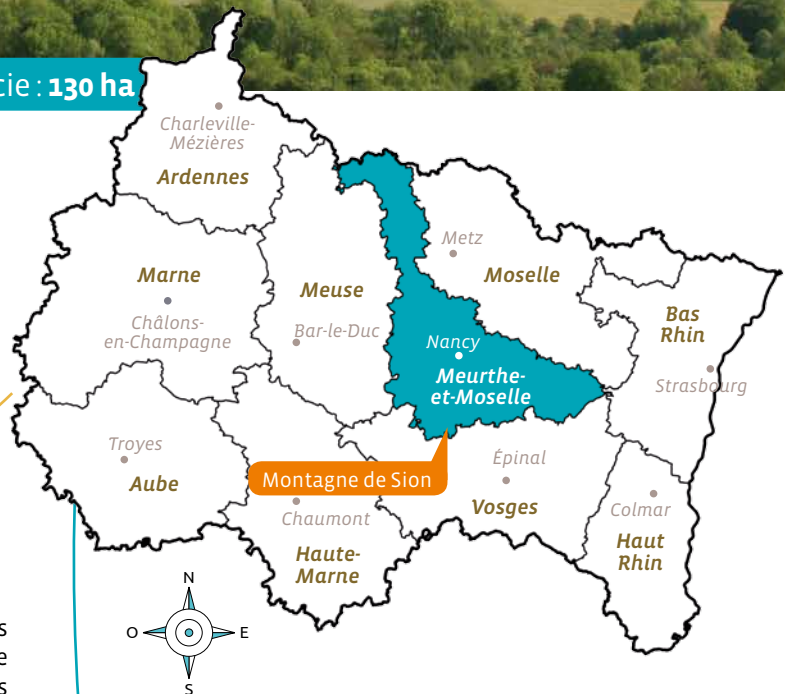 cie : 130 ha
Charleville-
Mézières
Ardennes
Marne
Châlons-
en-Champagne
Meuse
Bar-le-Duc
Metz
Moselle
Nancy
Meurthe-
et-Moselle
Bas
Rhin
Strasbourg
Troyes
Aube
Montagne de Sion
Chaumont
Haute-
Marne
Épinal
Vosges
Colmar
Haut
Rhin
N
O
E
S
s
e
s